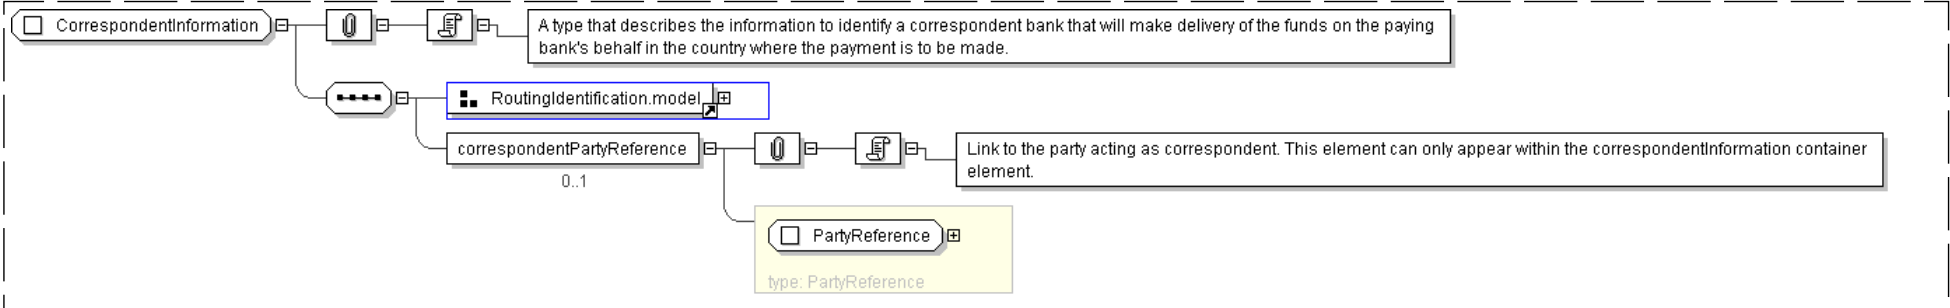 CorrespondentInformation
A type that describes the information to identify a correspondent bank that will make delivery of the funds on the paying
bank's behalf in the country where the payment is to be made.
RoutingIdentification.model
correspondentPartyReference
0..1
Link to the party acting as correspondent. This element can only appear within the correspondentInformation container
element.
PartyReference
type: PartyReference